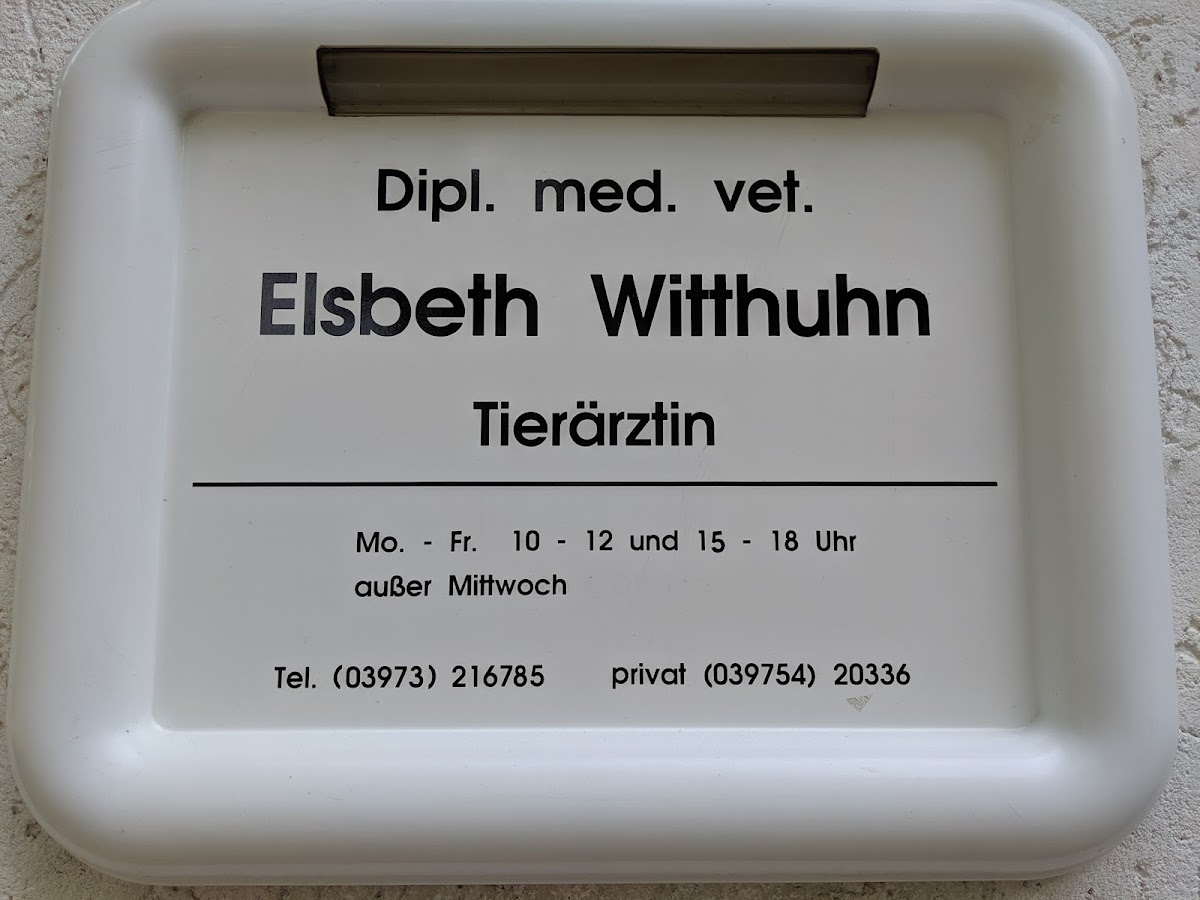 Dipl. med. vet.
Elsbeth Witthuhn
Tierärztin
Mo. - Fr. 10 - 12 und 15 - 18 Uhr
außer Mittwoch
Tel. (03973) 216785 privat (039754) 20336